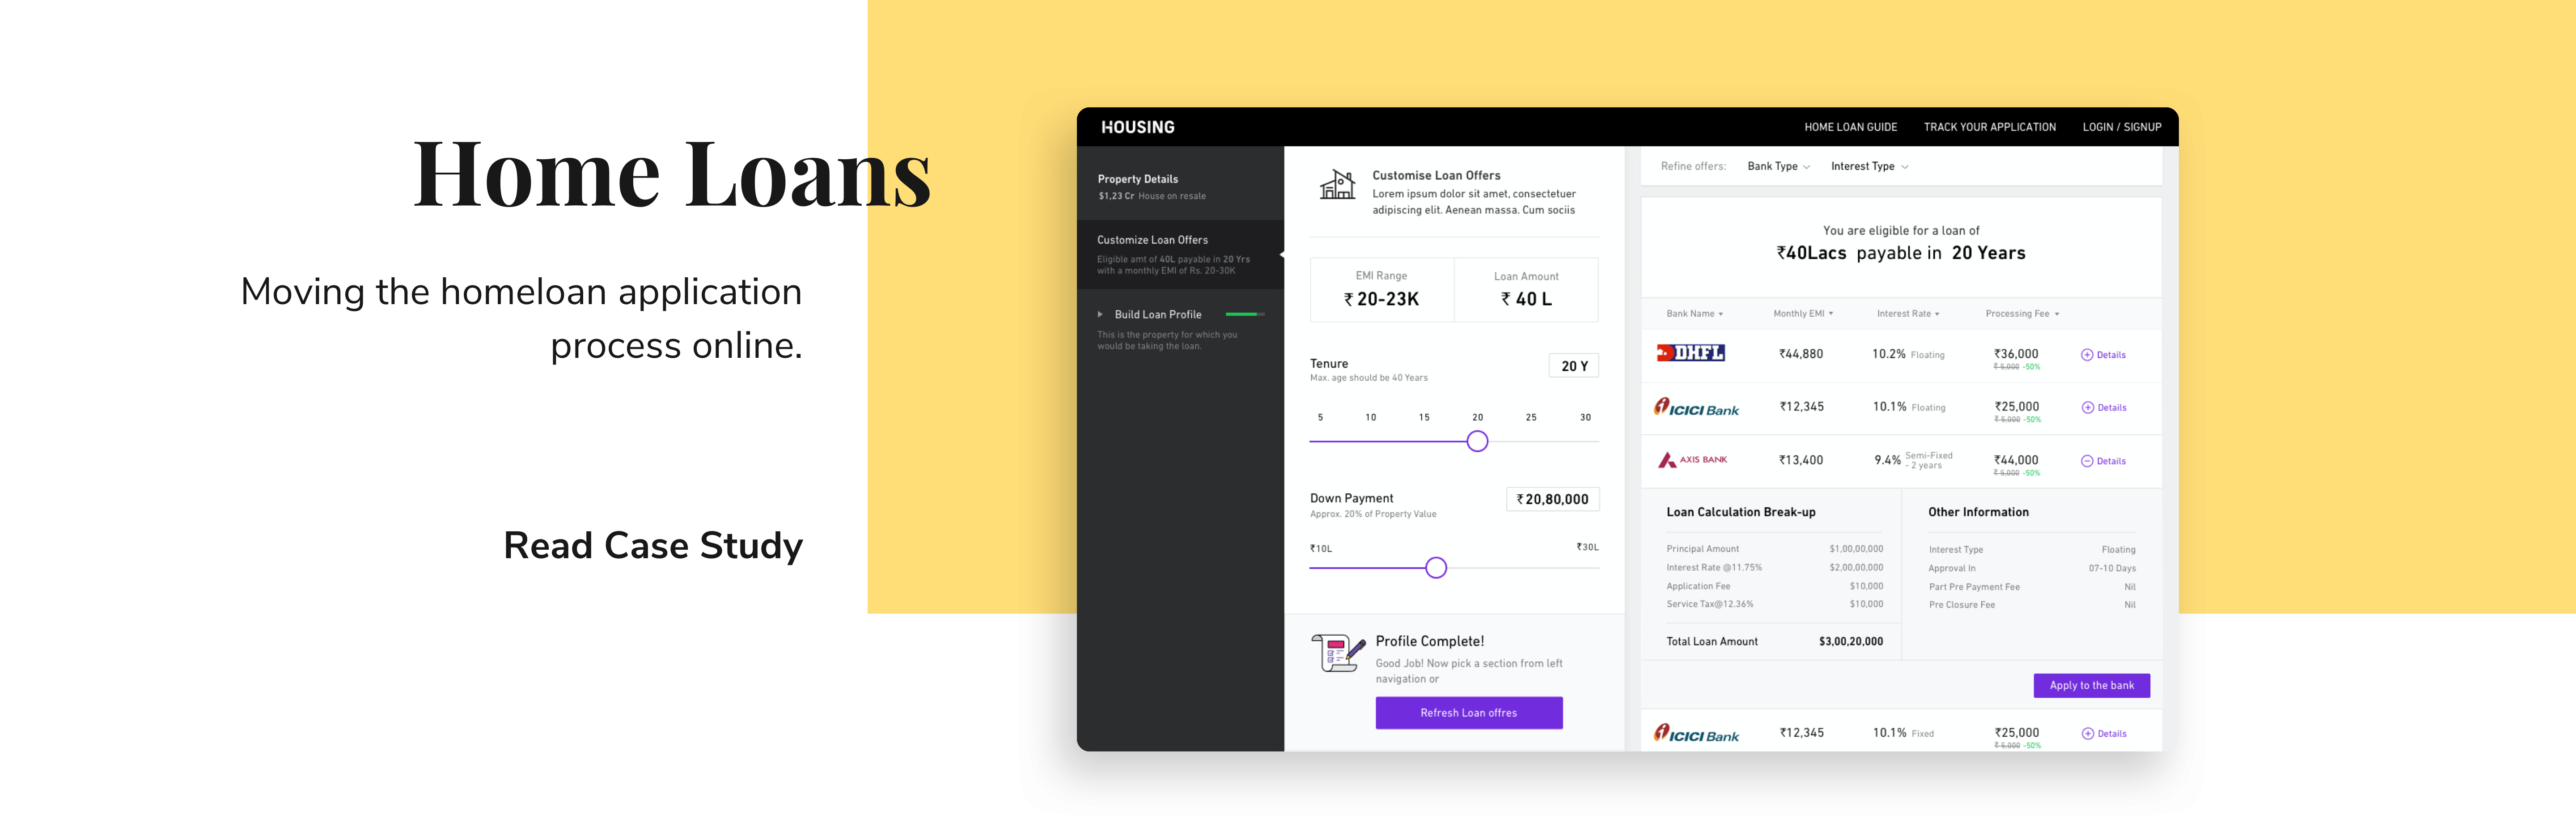 Home Loans
Moving the homeloan application
process online.
Read Case Study
HOUSING
HOME LOAN GUIDE
TRACK YOUR APPLICATION
LOGIN / SIGNUP
Property Details
$1,23 Cr House on resale
Customize Loan Offers
Eligible amt of 40L payable in 20 Yrs
with a monthly EMI of Rs. 20-30K
Build Loan Profile
This is the property for which you
would be taking the loan.
Customise Loan Offers
Lorem ipsum dolor sit amet, consectetuer
adipiscing elit. Aenean massa. Cum sociis
EMI Range
₹ 20-23K
Loan Amount
₹ 40 L
Tenure
Max. age should be 40 Years
20 Y
5 10 15 20 25 30
Down Payment
Approx. 20% of Property Value
₹ 20,80,000
₹10L ₹30L
Profile Complete!
Good Job! Now pick a section from left
navigation or
Refresh Loan offres
Refine offers: Bank Type Interest Type
You are eligible for a loan of
₹40Lacs payable in 20 Years
Bank Name Monthly EMI Interest Rate Processing Fee
DHFL ₹44,880 10.2% Floating ₹36,000 Details
₹ 5,000 -50%
ICICI Bank ₹12,345 10.1% Floating ₹25,000 Details
₹ 5,000 -50%
AXIS BANK ₹13,400 9.4% Semi-Fixed - 2 years ₹44,000 Details
₹ 5,000 -50%
Loan Calculation Break-up
Principal Amount $1,00,00,000
Interest Rate @11.75% $2,00,00,000
Application Fee $10,000
Service Tax@12.36% $10,000
Total Loan Amount $3,00,20,000
Other Information
Interest Type Floating
Approval In 07-10 Days
Part Pre Payment Fee Nil
Pre Closure Fee Nil
Apply to the bank
ICICI Bank ₹12,345 10.1% Fixed ₹25,000 Details
₹ 5,000 -50%